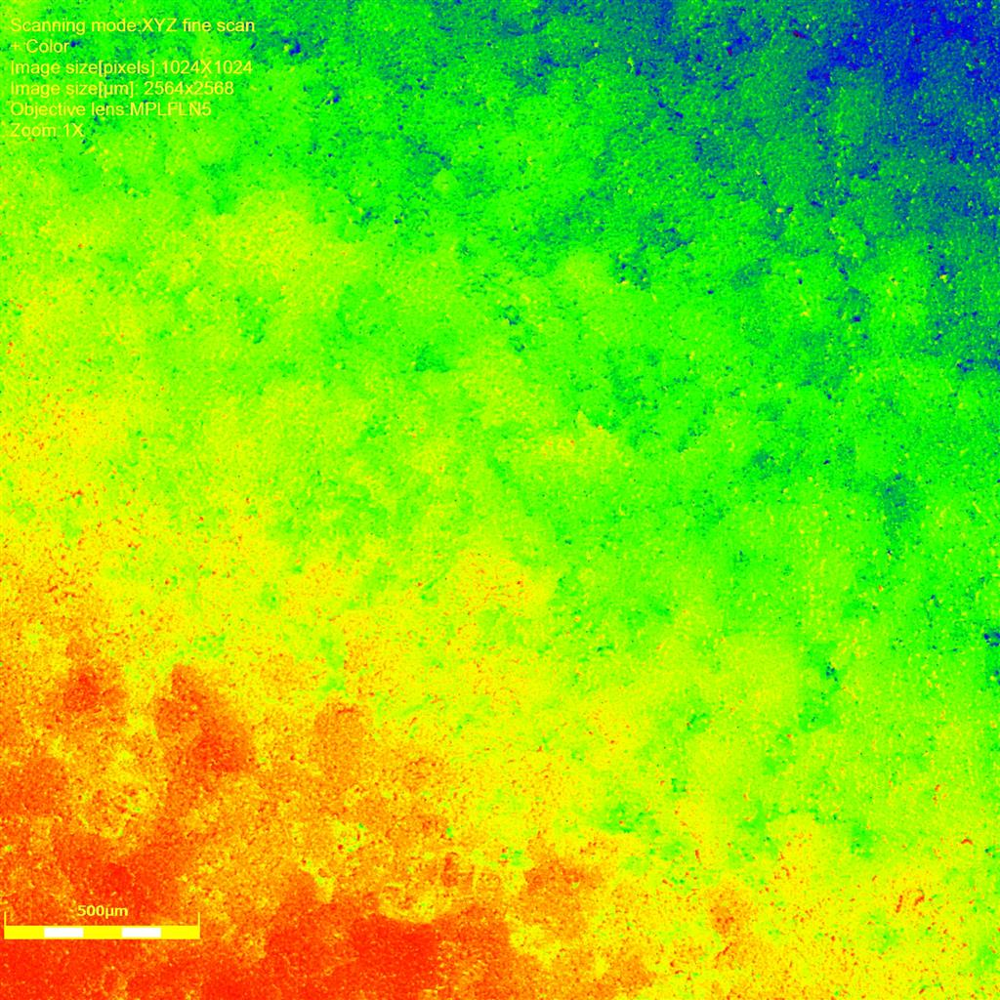 Scanning mode:XYZ fine scan
+ Color
Image size[pixels]:1024X1024
Image size[µm]: 2564x2568
Objective lens:MPLFLN5
Zoom:1X
500µm